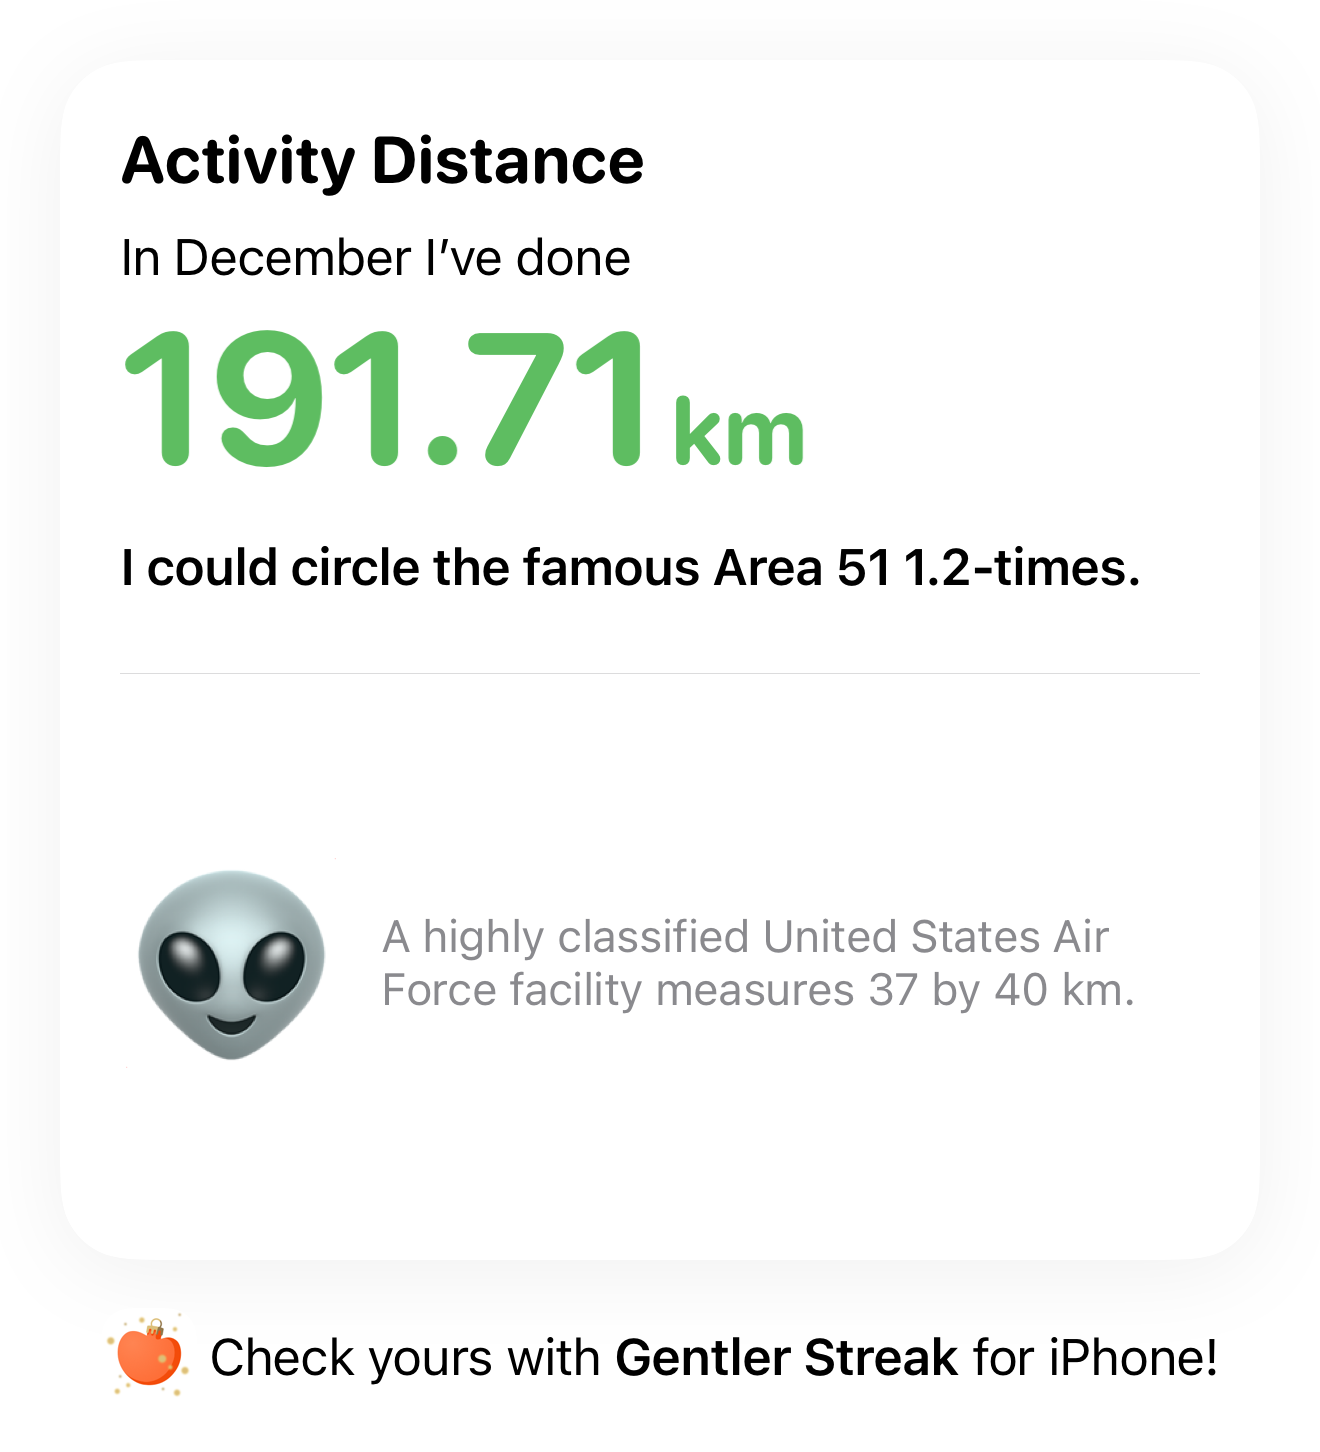 Activity Distance
In December I’ve done
191.71 km
I could circle the famous Area 51 1.2-times.
A highly classified United States Air
Force facility measures 37 by 40 km.
Check yours with Gentler Streak for iPhone!